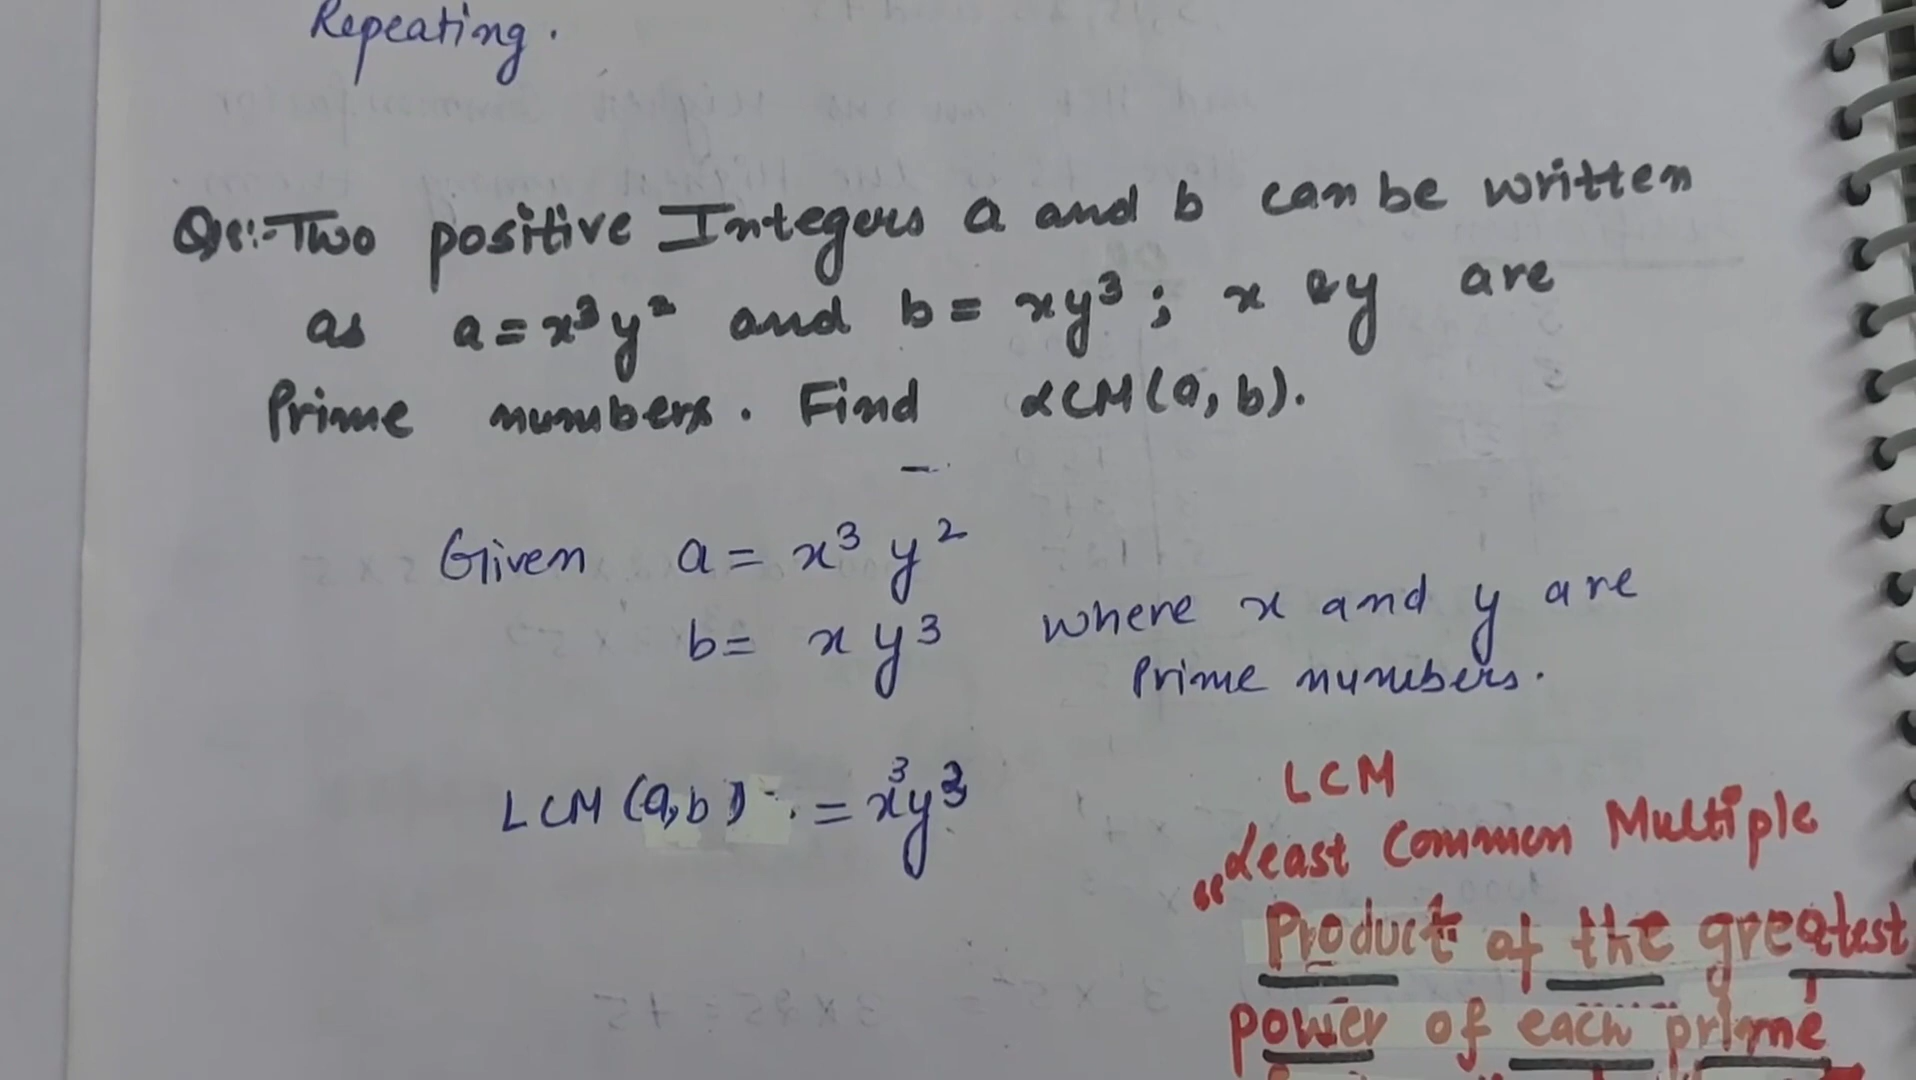 Repeating.
Que:- Two positive Integers a and b can be written
as a = x³y² and b = xy³ ; x & y are
Prime numbers. Find LCM(a, b).
Given a = x³ y²
b = x y³ where x and y are
Prime numbers.
LCM (a,b) = x³y³
LCM
"Least Common Multiple
Product of the greatest
power of each prime